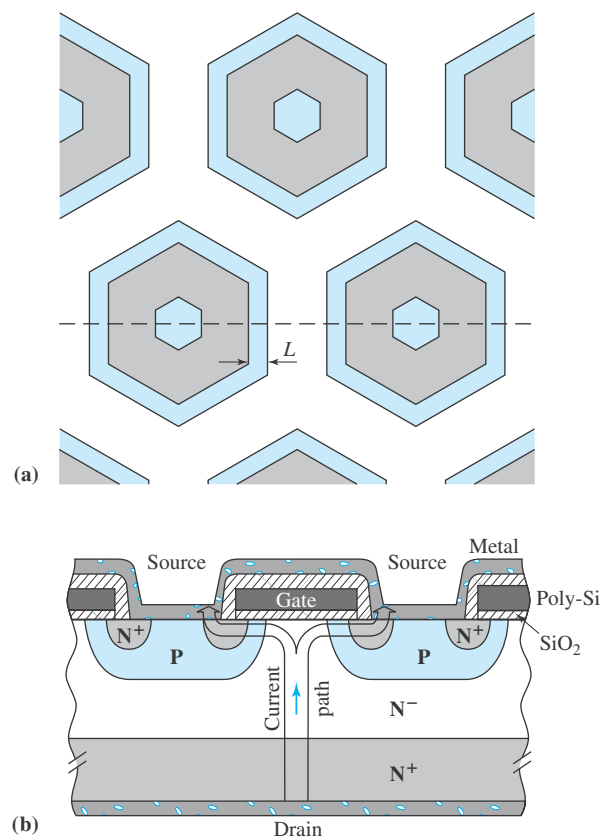 L
(a)
Source
Source
Metal
Gate
Poly-Si
N+
N+
SiO2
P
P
Current
path
N−
N+
(b)
Drain